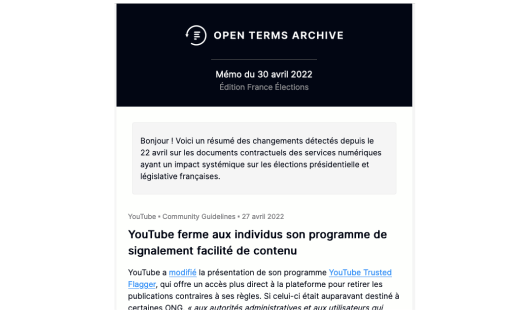 OPEN TERMS ARCHIVE
Mémo du 30 avril 2022
Édition France Élections
Bonjour ! Voici un résumé des changements détectés depuis le
22 avril sur les documents contractuels des services numériques
ayant un impact systémique sur les élections présidentielle et
législative françaises.
YouTube • Community Guidelines • 27 avril 2022
YouTube ferme aux individus son programme de
signalement facilité de contenu
YouTube a modifié la présentation de son programme YouTube Trusted
Flagger, qui offre un accès plus direct à la plateforme pour retirer les
publications contraires à ses règles. Si celui-ci était auparavant destiné à
certaines ONG, « aux autorités administratives et aux utilisateurs qui